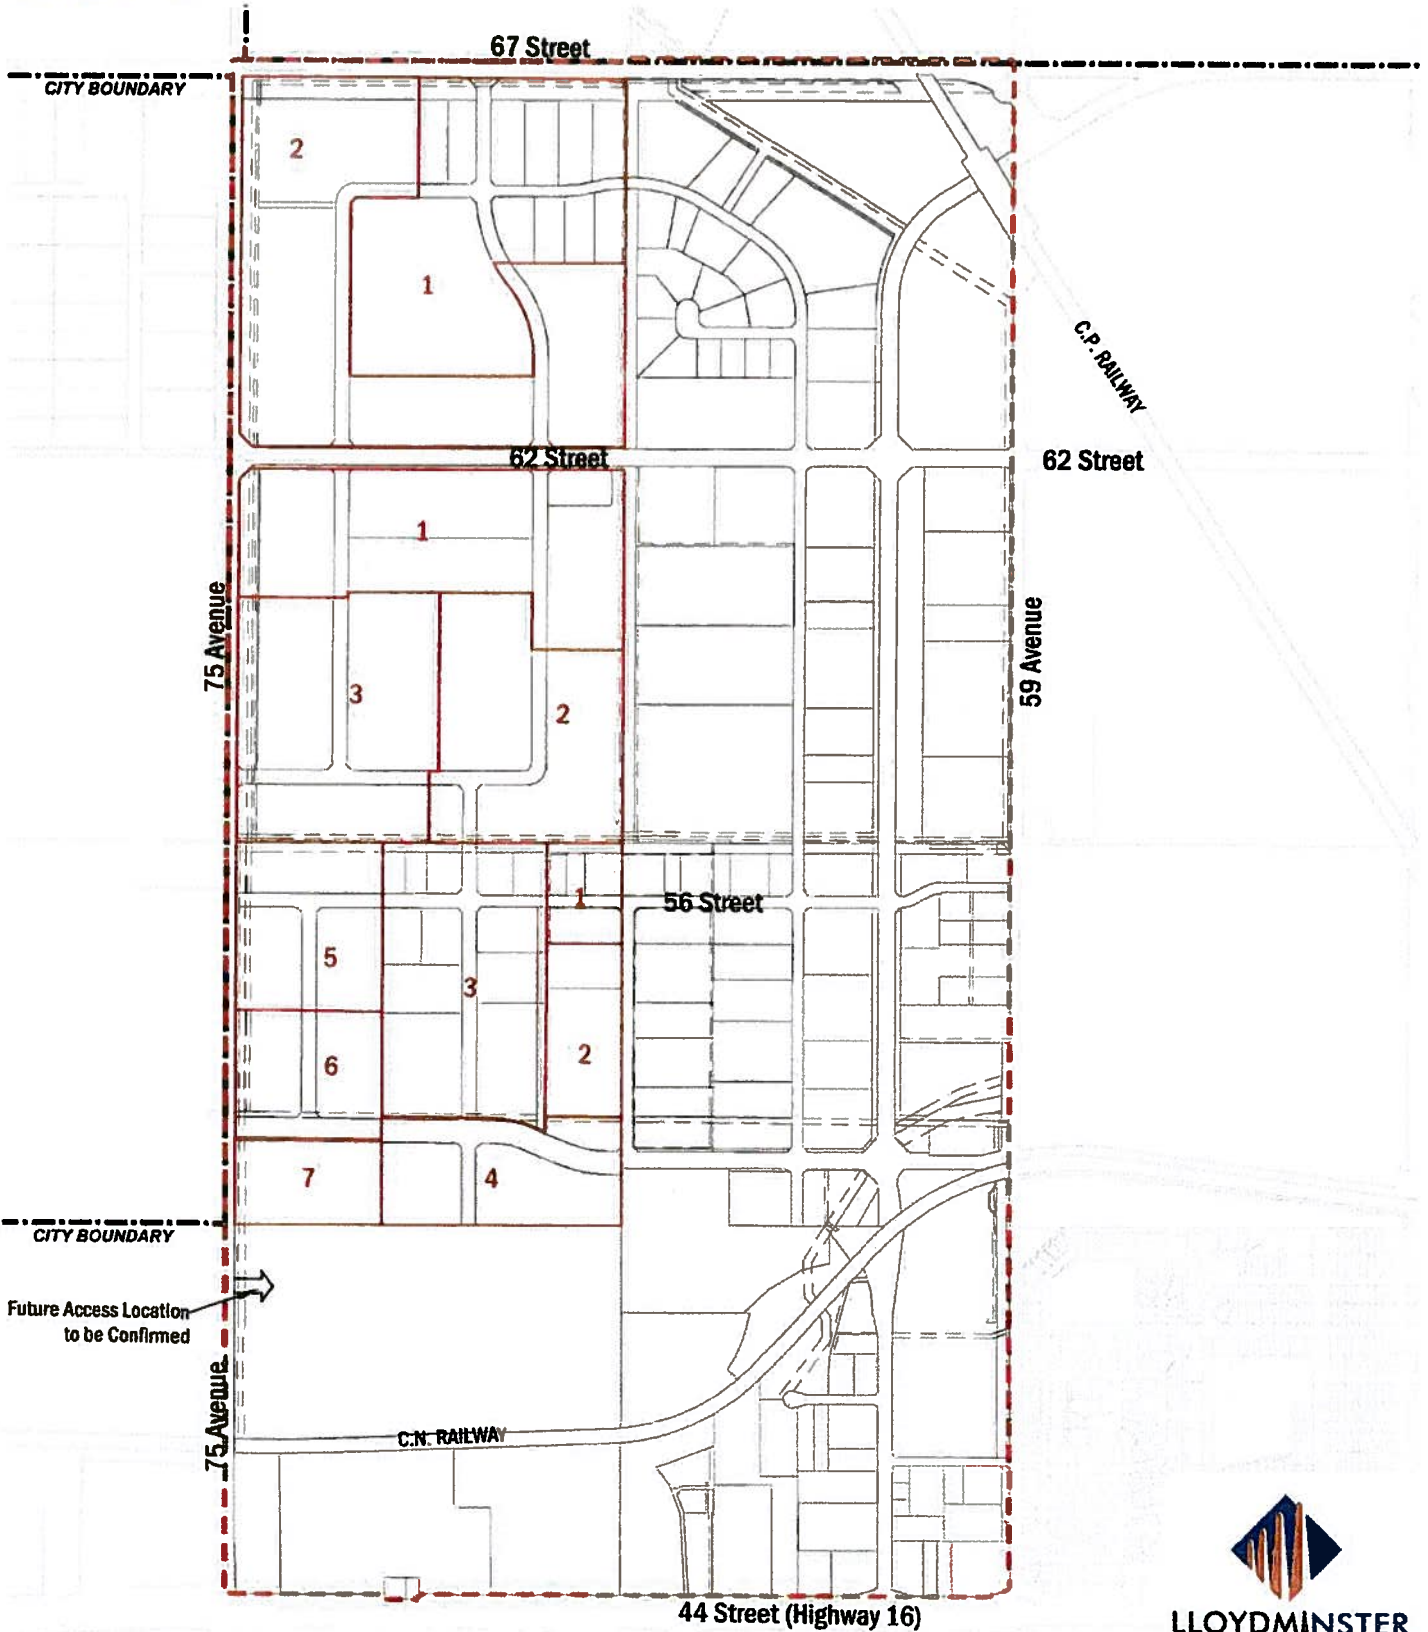 67 Street
CITY BOUNDARY
2
1
C.P. RAILWAY
62 Street
62 Street
1
75 Avenue
59 Avenue
3
2
1
56 Street
5
3
2
6
7
4
CITY BOUNDARY
Future Access Location
to be Confirmed
75 Avenue
C.N. RAILWAY
44 Street (Highway 16)
LLOYDMINSTER